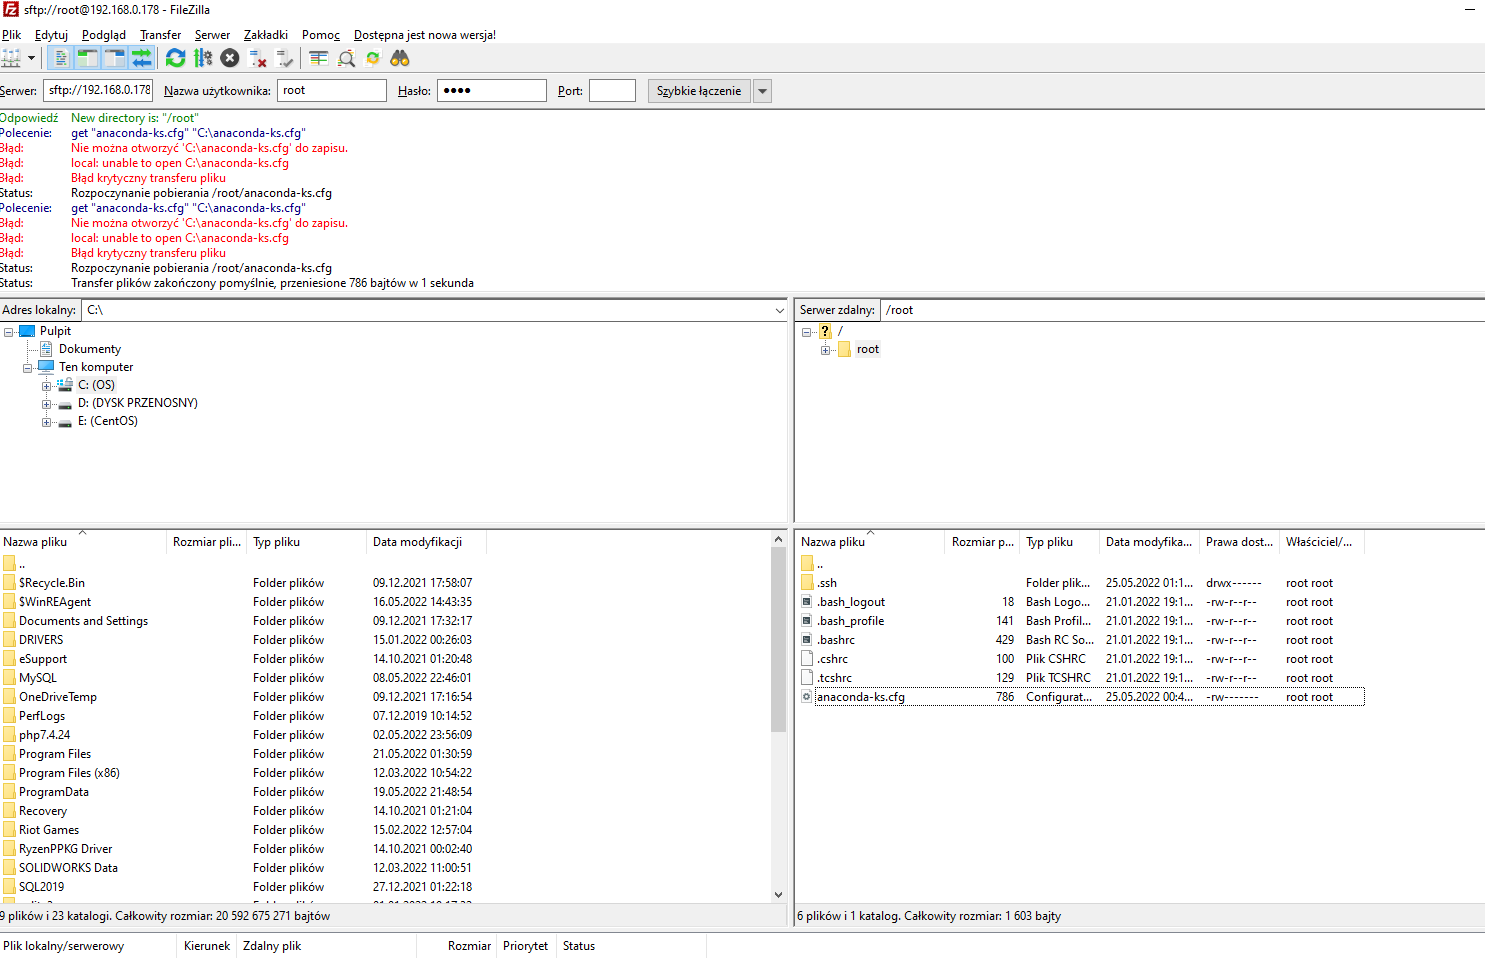 sftp://root@192.168.0.178 - FileZilla
Plik Edytuj Podgląd Transfer Serwer Zakładki Pomoc Dostępna jest nowa wersja!
Serwer: sftp://192.168.0.178 Nazwa użytkownika: root Hasło: ●●●● Port: Szybkie łączenie
Odpowiedź New directory is: "/root"
Polecenie: get "anaconda-ks.cfg" "C:\anaconda-ks.cfg"
Błąd: Nie można otworzyć 'C:\anaconda-ks.cfg' do zapisu.
Błąd: local: unable to open C:\anaconda-ks.cfg
Błąd: Błąd krytyczny transferu pliku
Status: Rozpoczynanie pobierania /root/anaconda-ks.cfg
Polecenie: get "anaconda-ks.cfg" "C:\anaconda-ks.cfg"
Błąd: Nie można otworzyć 'C:\anaconda-ks.cfg' do zapisu.
Błąd: local: unable to open C:\anaconda-ks.cfg
Błąd: Błąd krytyczny transferu pliku
Status: Rozpoczynanie pobierania /root/anaconda-ks.cfg
Status: Transfer plików zakończony pomyślnie, przeniesione 786 bajtów w 1 sekunda
Adres lokalny: C:\
Pulpit
Dokumenty
Ten komputer
C: (OS)
D: (DYSK PRZENOSNY)
E: (CentOS)
Serwer zdalny: /root
/
root
Nazwa pliku Rozmiar pli... Typ pliku Data modyfikacji
..
$Recycle.Bin Folder plików 09.12.2021 17:58:07
$WinREAgent Folder plików 16.05.2022 14:43:35
Documents and Settings Folder plików 09.12.2021 17:32:17
DRIVERS Folder plików 15.01.2022 00:26:03
eSupport Folder plików 14.10.2021 01:20:48
MySQL Folder plików 08.05.2022 22:46:01
OneDriveTemp Folder plików 09.12.2021 17:16:54
PerfLogs Folder plików 07.12.2019 10:14:52
php7.4.24 Folder plików 02.05.2022 23:56:09
Program Files Folder plików 21.05.2022 01:30:59
Program Files (x86) Folder plików 12.03.2022 10:54:22
ProgramData Folder plików 19.05.2022 21:48:54
Recovery Folder plików 14.10.2021 01:21:04
Riot Games Folder plików 15.02.2022 12:57:04
RyzenPPKG Driver Folder plików 14.10.2021 00:02:40
SOLIDWORKS Data Folder plików 12.03.2022 11:00:51
SQL2019 Folder plików 27.12.2021 01:22:18
9 plików i 23 katalogi. Całkowity rozmiar: 20 592 675 271 bajtów
Nazwa pliku Rozmiar p... Typ pliku Data modyfika... Prawa dost... Właściciel/...
..
.ssh Folder plik... 25.05.2022 01:1... drwx------ root root
.bash_logout 18 Bash Logo... 21.01.2022 19:1... -rw-r--r-- root root
.bash_profile 141 Bash Profil... 21.01.2022 19:1... -rw-r--r-- root root
.bashrc 429 Bash RC So... 21.01.2022 19:1... -rw-r--r-- root root
.cshrc 100 Plik CSHRC 21.01.2022 19:1... -rw-r--r-- root root
.tcshrc 129 Plik TCSHRC 21.01.2022 19:1... -rw-r--r-- root root
anaconda-ks.cfg 786 Configurat... 25.05.2022 00:4... -rw------- root root
6 plików i 1 katalog. Całkowity rozmiar: 1 603 bajty
Plik lokalny/serwerowy Kierunek Zdalny plik Rozmiar Priorytet Status